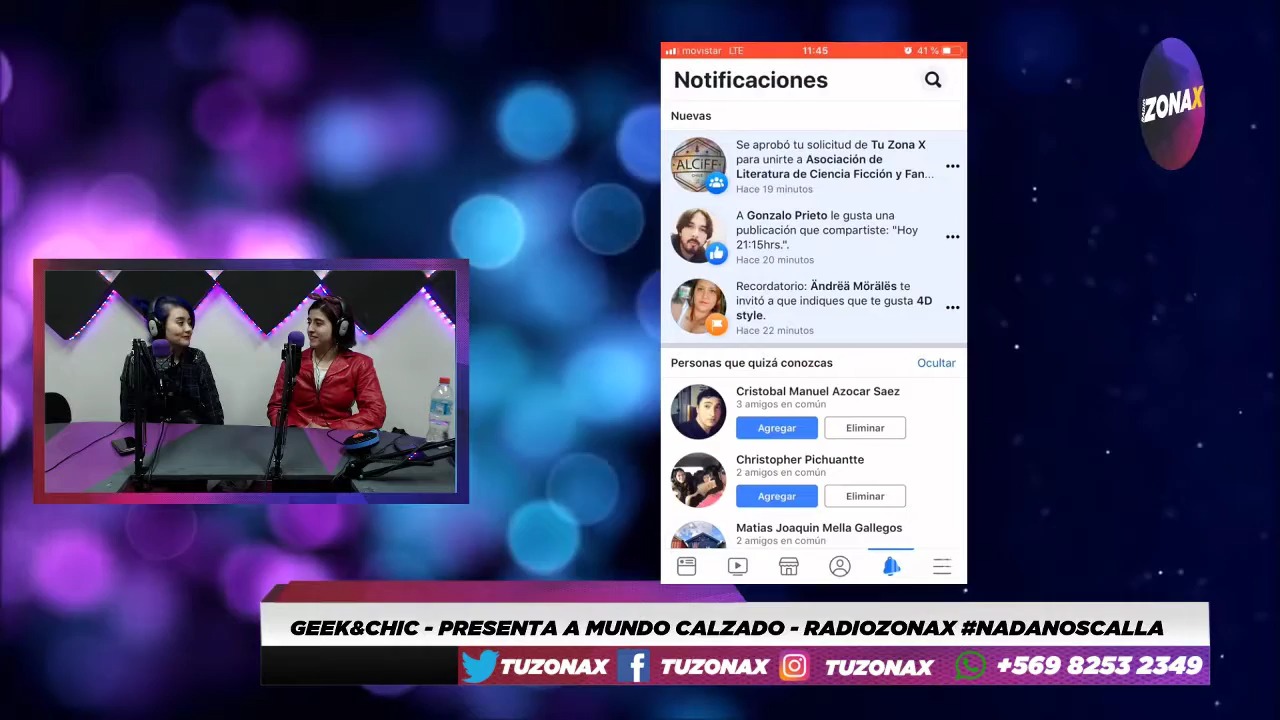 movistar LTE 11:45 41 %
Notificaciones
Nuevas
Se aprobó tu solicitud de Tu Zona X
para unirte a Asociación de
Literatura de Ciencia Ficción y Fan...
Hace 19 minutos
ALCIFF
A Gonzalo Prieto le gusta una
publicación que compartiste: "Hoy
21:15hrs.".
Hace 20 minutos
Recordatorio: Ändrëä Mörälës te
invitó a que indiques que te gusta 4D
style.
Hace 22 minutos
Personas que quizá conozcas Ocultar
Cristobal Manuel Azocar Saez
3 amigos en común
Agregar Eliminar
Christopher Pichuantte
2 amigos en común
Agregar Eliminar
Matias Joaquin Mella Gallegos
2 amigos en común
ZONAX
GEEK&CHIC - PRESENTA A MUNDO CALZADO - RADIOZONAX #NADANOSCALLA
TUZONAX TUZONAX TUZONAX +569 8253 2349